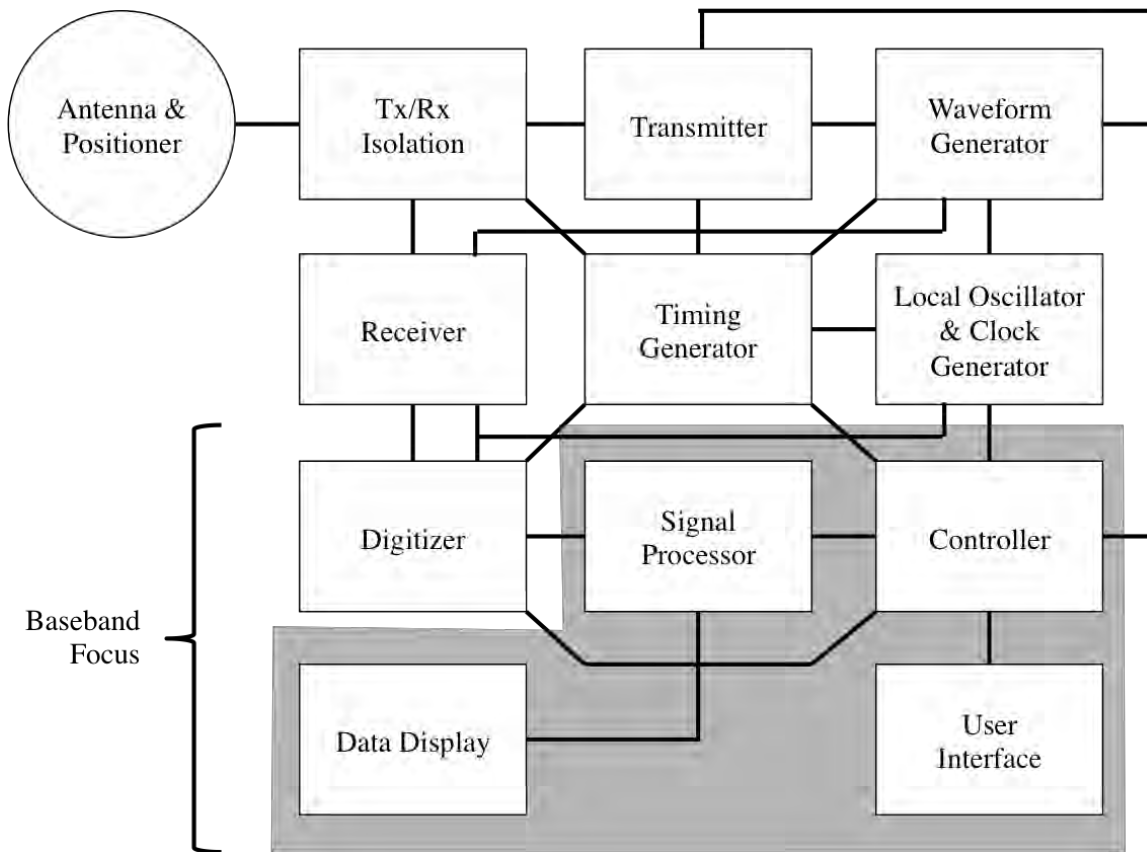 Antenna &
Positioner
Tx/Rx
Isolation
Transmitter
Waveform
Generator
Receiver
Timing
Generator
Local Oscillator
& Clock
Generator
Digitizer
Signal
Processor
Controller
Baseband
Focus
Data Display
User
Interface